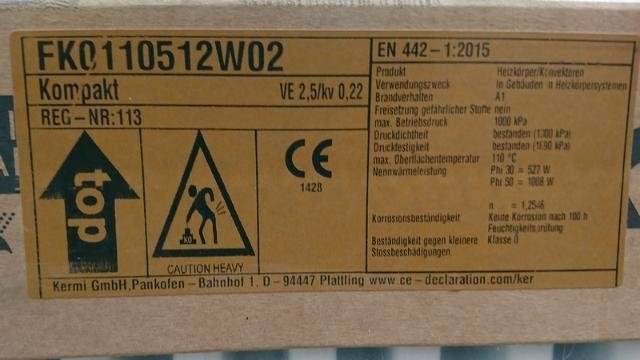 FK0110512W02
Kompakt VE 2,5/kv 0,22
REG-NR:113
top
KG
CAUTION HEAVY
CE
1428
EN 442-1:2015
Produkt Heizkörper/Konvektoren
Verwendungszweck In Gebäuden in Heizkörpersystemen
Brandverhalten A1
Freisetzung gefährlicher Stoffe nein
max. Betriebsdruck 1000 kPa
Druckdichtheit bestanden (1300 kPa)
Druckfestigkeit bestanden (1690 kPa)
max. Oberflächentemperatur 110 °C
Nennwärmeleistung Phi 30 = 527 W
Phi 50 = 1008 W
n = 1,2546
Korrosionsbeständigkeit Keine Korrosion nach 100 h
Feuchtigkeitsprüfung
Beständigkeit gegen kleinere Klasse 0
Stossbeschädigungen
Kermi GmbH,Pankofen - Bahnhof 1, D - 94447 Plattling www.ce - declaration.com/ker